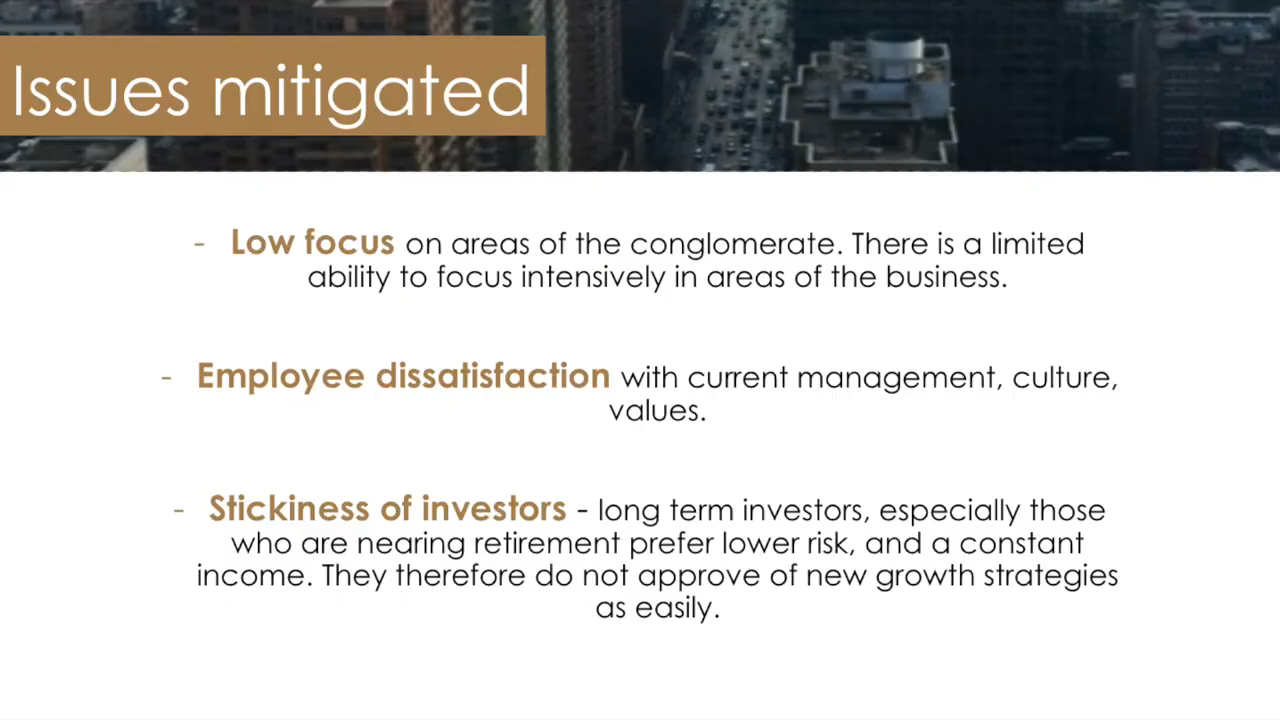 Issues mitigated
- Low focus on areas of the conglomerate. There is a limited
ability to focus intensively in areas of the business.
- Employee dissatisfaction with current management, culture,
values.
- Stickiness of investors - long term investors, especially those
who are nearing retirement prefer lower risk, and a constant
income. They therefore do not approve of new growth strategies
as easily.